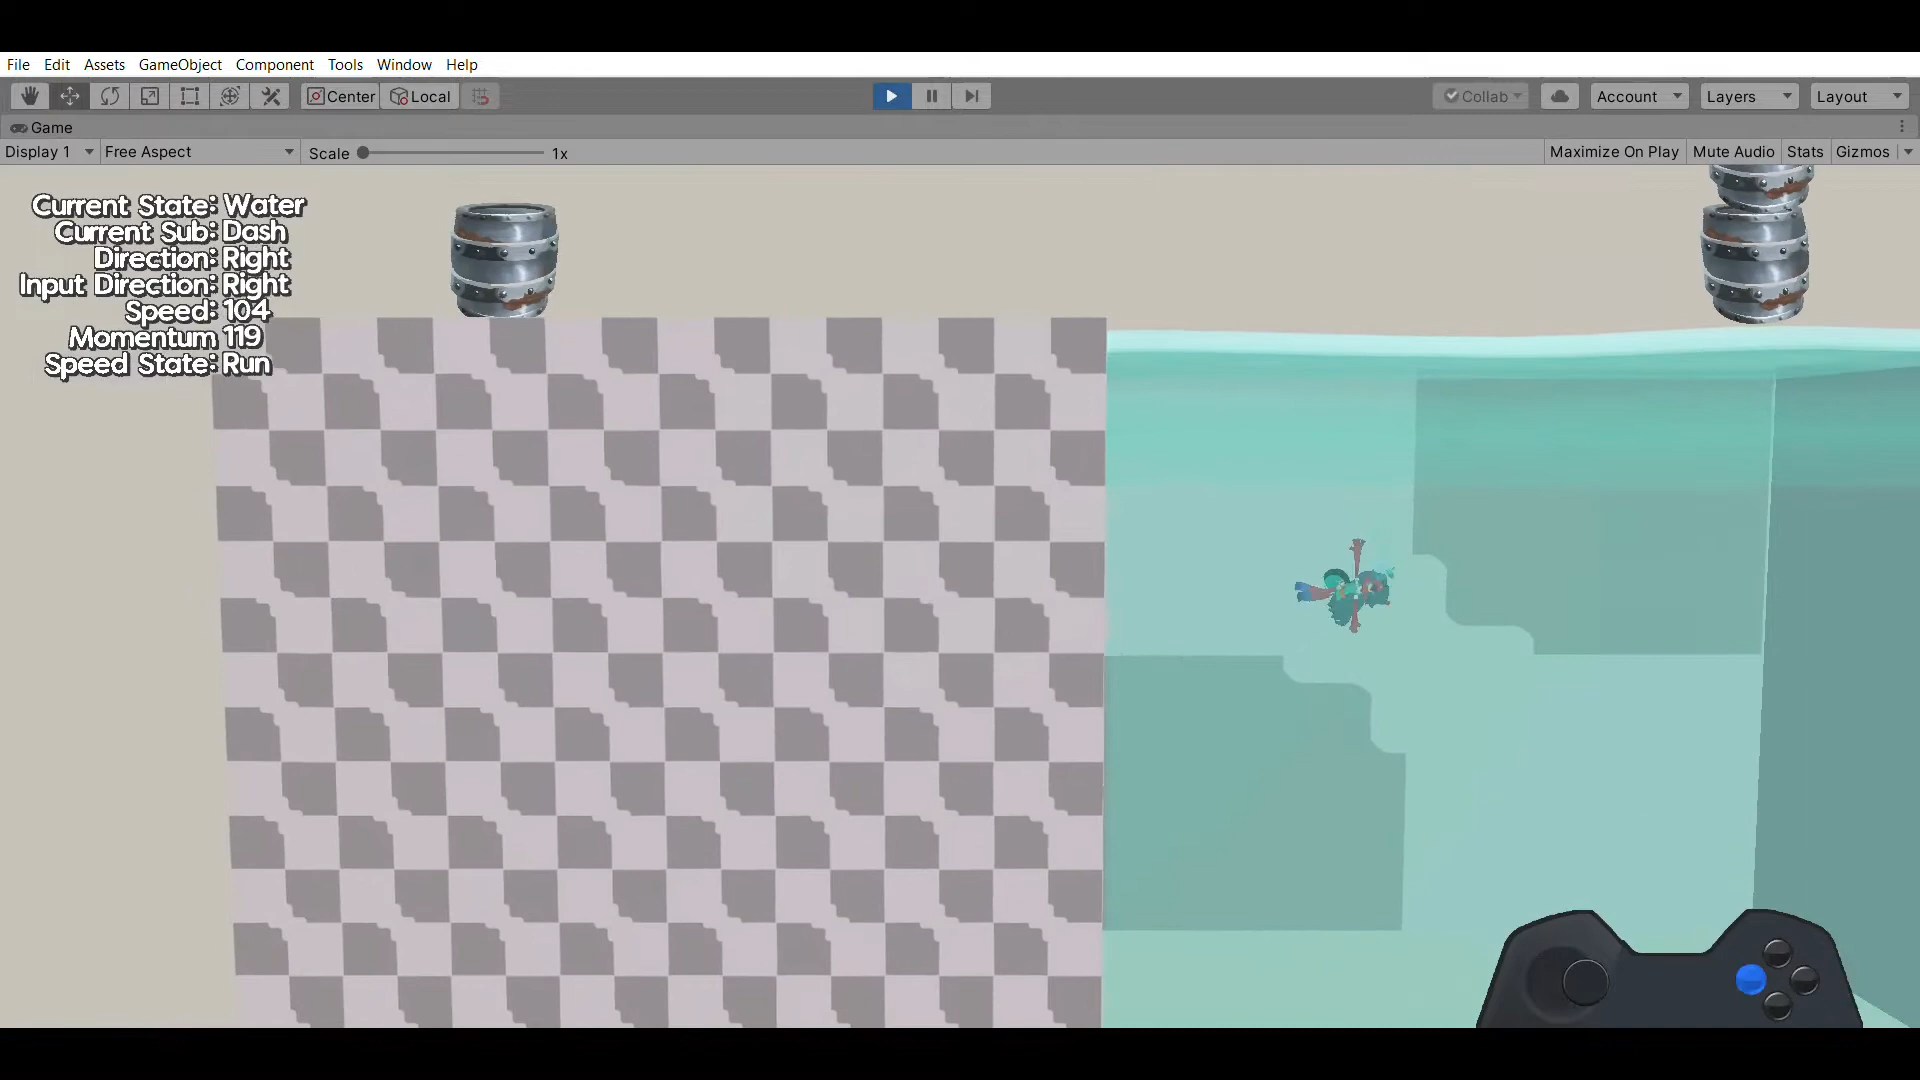 File Edit Assets GameObject Component Tools Window Help
Center Local Collab Account Layers Layout
Game
Display 1 Free Aspect Scale 1x Maximize On Play Mute Audio Stats Gizmos
Current State: Water
Current Sub: Dash
Direction: Right
Input Direction: Right
Speed: 104
Momentum 119
Speed State: Run